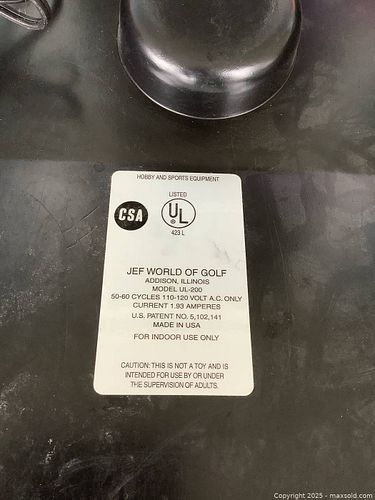 HOBBY AND SPORTS EQUIPMENT
LISTED
CSA
UL
®
423 L
JEF WORLD OF GOLF
ADDISON, ILLINOIS
MODEL UL-200
50-60 CYCLES 110-120 VOLT A.C. ONLY
CURRENT 1.93 AMPERES
U.S. PATENT NO. 5,102,141
MADE IN USA
FOR INDOOR USE ONLY
CAUTION: THIS IS NOT A TOY AND IS
INTENDED FOR USE BY OR UNDER
THE SUPERVISION OF ADULTS.
Copyright © 2025 - maxsold.com